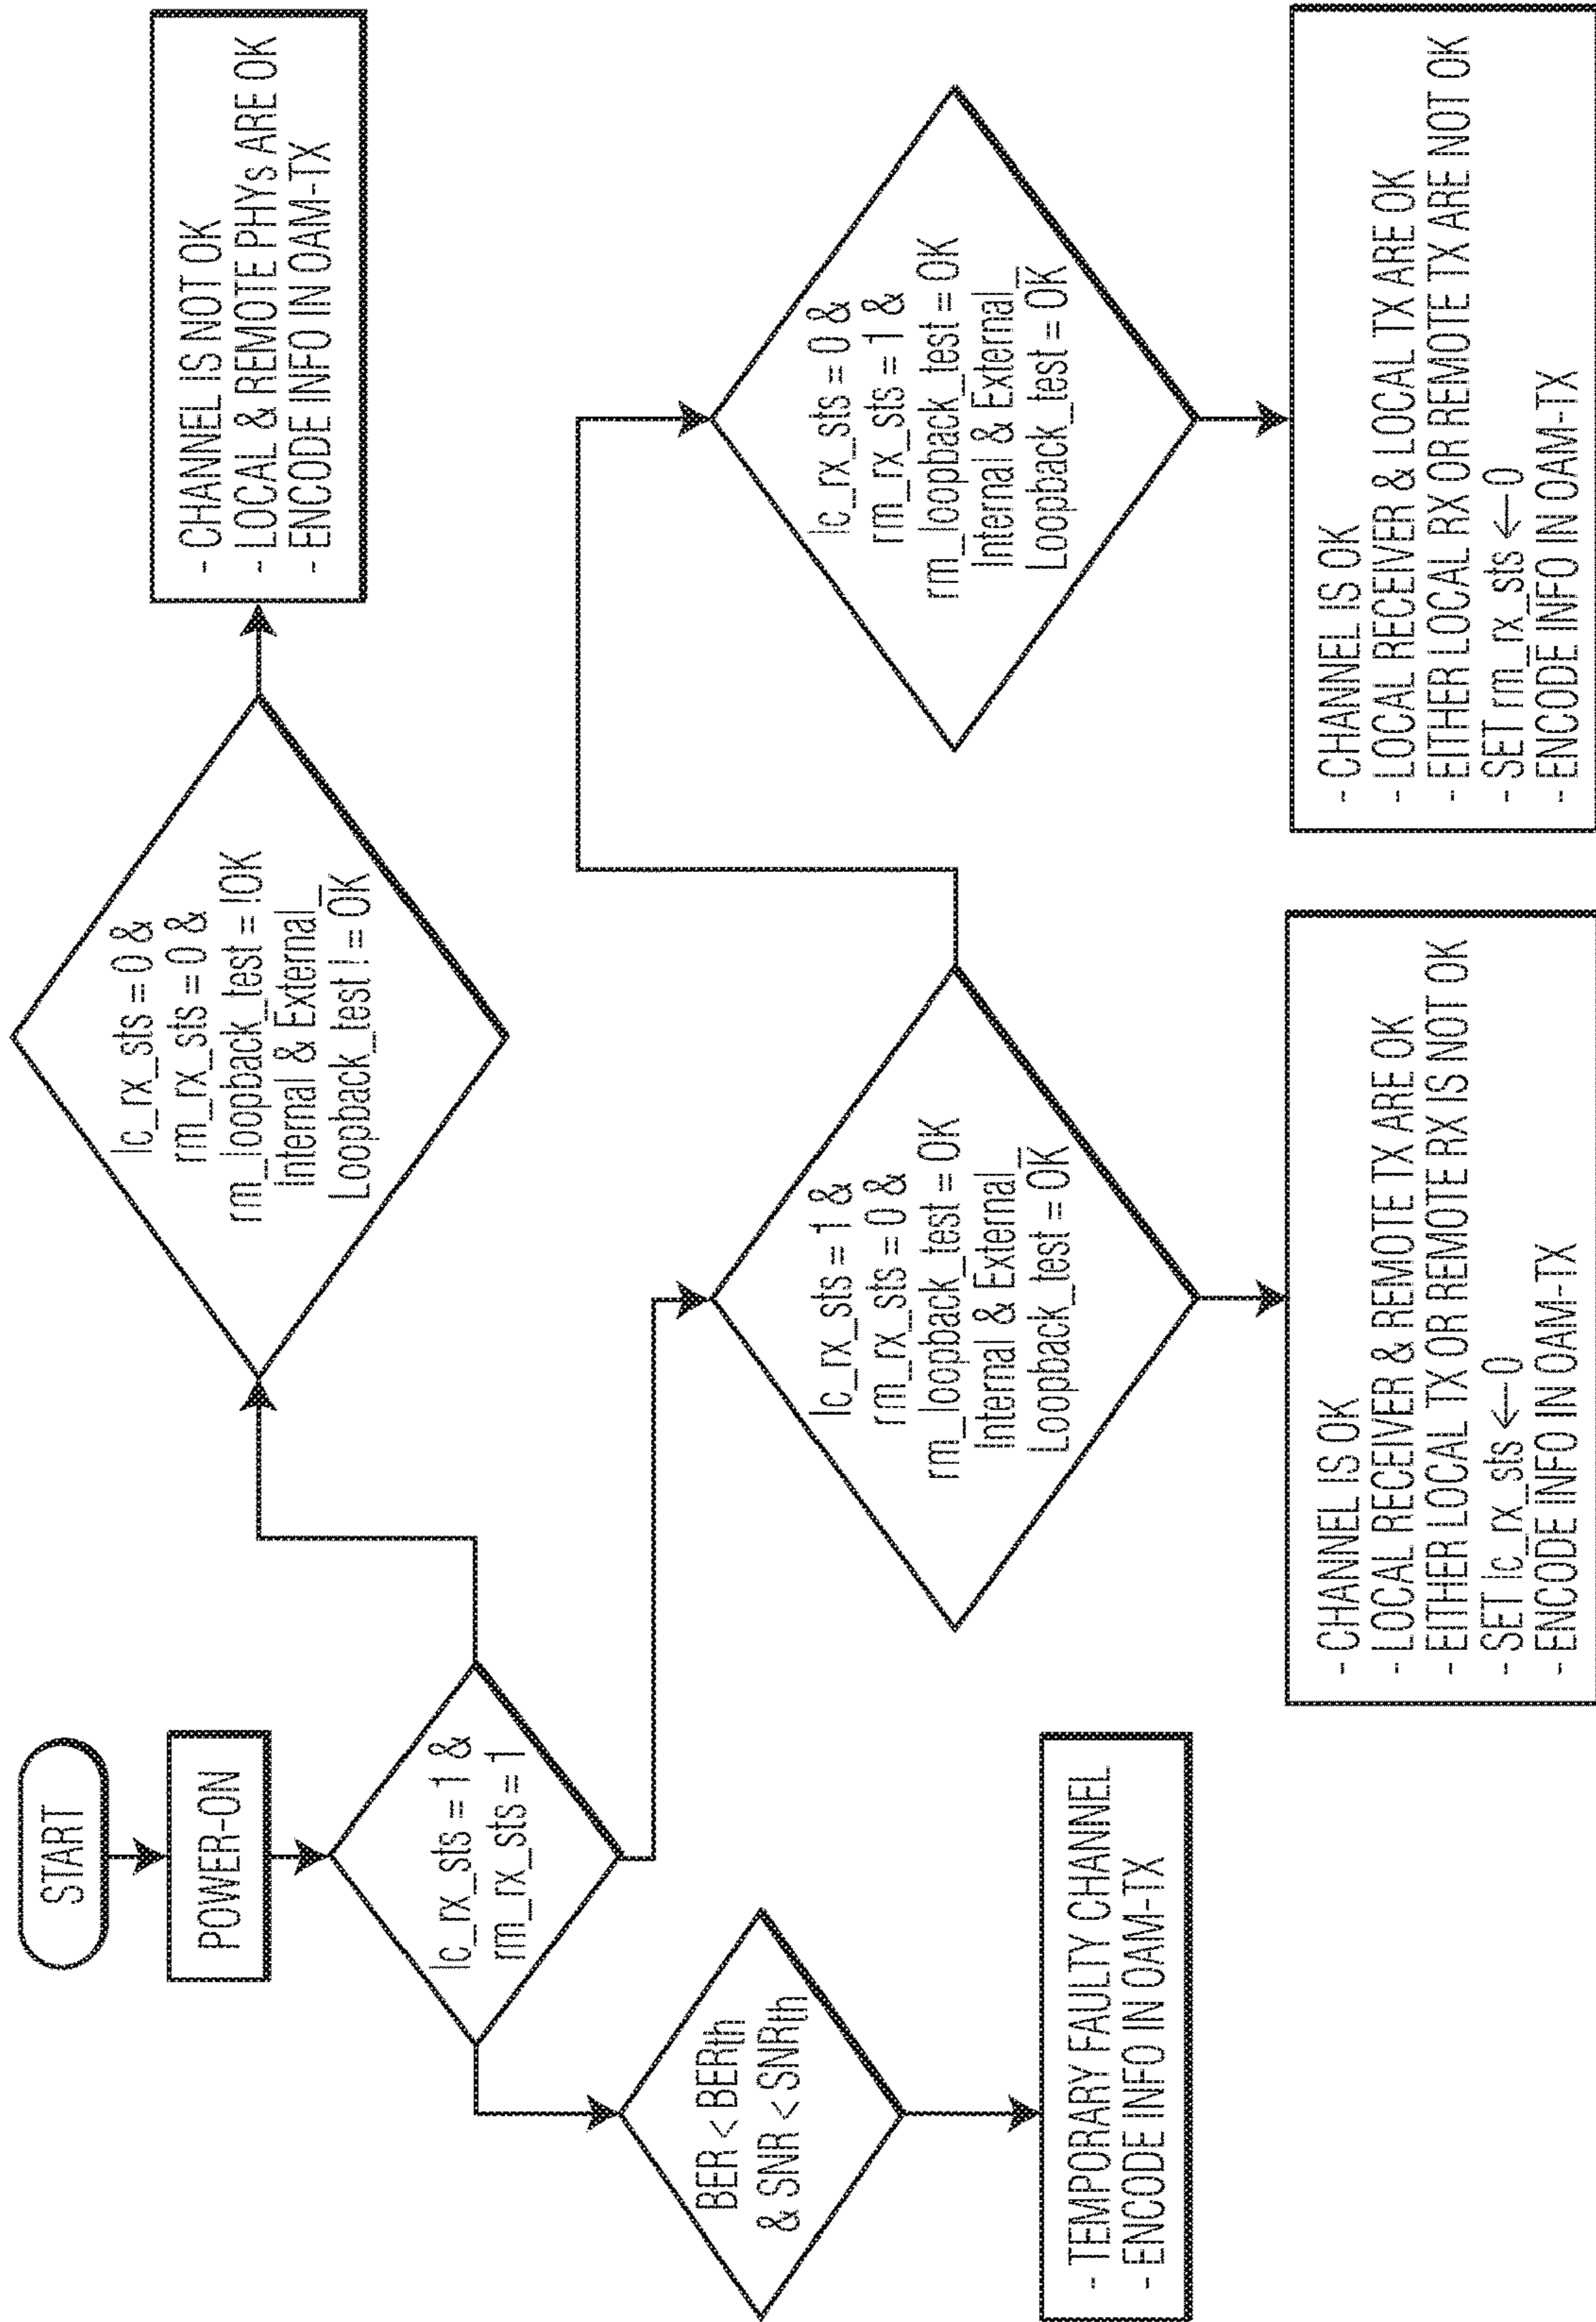 START
POWER-ON
lc_rx_sts = 1 &
rm_rx_sts = 1
BER < BERth
& SNR < SNRth
- TEMPORARY FAULTY CHANNEL
- ENCODE INFO IN OAM-TX
lc_rx_sts = 0 &
rm_rx_sts = 0 &
rm_loopback_test = !OK
Internal & External_
Loopback_test ! = OK
- CHANNEL IS NOT OK
- LOCAL & REMOTE PHYs ARE OK
- ENCODE INFO IN OAM-TX
lc_rx_sts = 1 &
rm_rx_sts = 0 &
rm_loopback_test = OK
Internal & External_
Loopback_test = OK
- CHANNEL IS OK
- LOCAL RECEIVER & REMOTE TX ARE OK
- EITHER LOCAL TX OR REMOTE RX IS NOT OK
- SET lc_rx_sts ←0
- ENCODE INFO IN OAM-TX
lc_rx_sts = 0 &
rm_rx_sts = 1 &
rm_loopback_test = OK
Internal & External_
Loopback_test = OK
- CHANNEL IS OK
- LOCAL RECEIVER & LOCAL TX ARE OK
- EITHER LOCAL RX OR REMOTE TX ARE NOT OK
- SET rm_rx_sts ←0
- ENCODE INFO IN OAM-TX